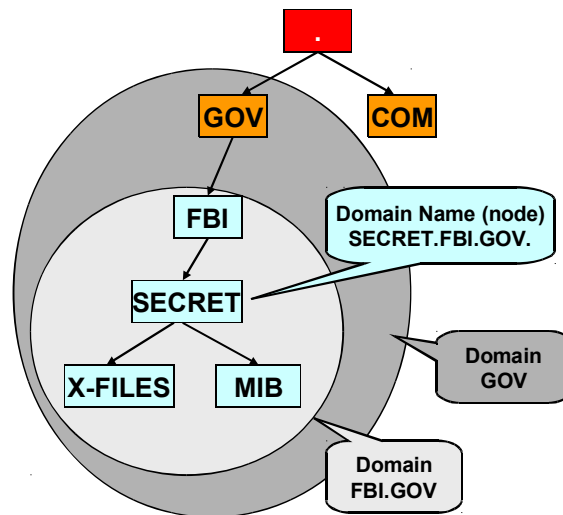 .
GOV
COM
FBI
Domain Name (node)
SECRET.FBI.GOV.
SECRET
X-FILES
MIB
Domain
GOV
Domain
FBI.GOV